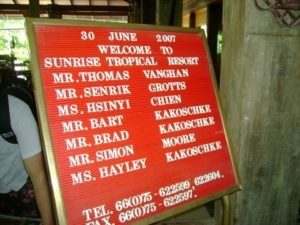 30 JUNE 2007
WELCOME TO
SUNRISE TROPICAL RESORT
MR.THOMAS VANGHAN
MR.SENRIK GROTTS
MS.HSINYI CHIEN
MR.BART KAKOSCHKE
MR.BRAD KAKOSCHKE
MR.SIMON MOORE
MS.HAYLEY KAKOSCHKE
TEL.66(0)75-622599,622604.
FAX.66(0)75-622597.